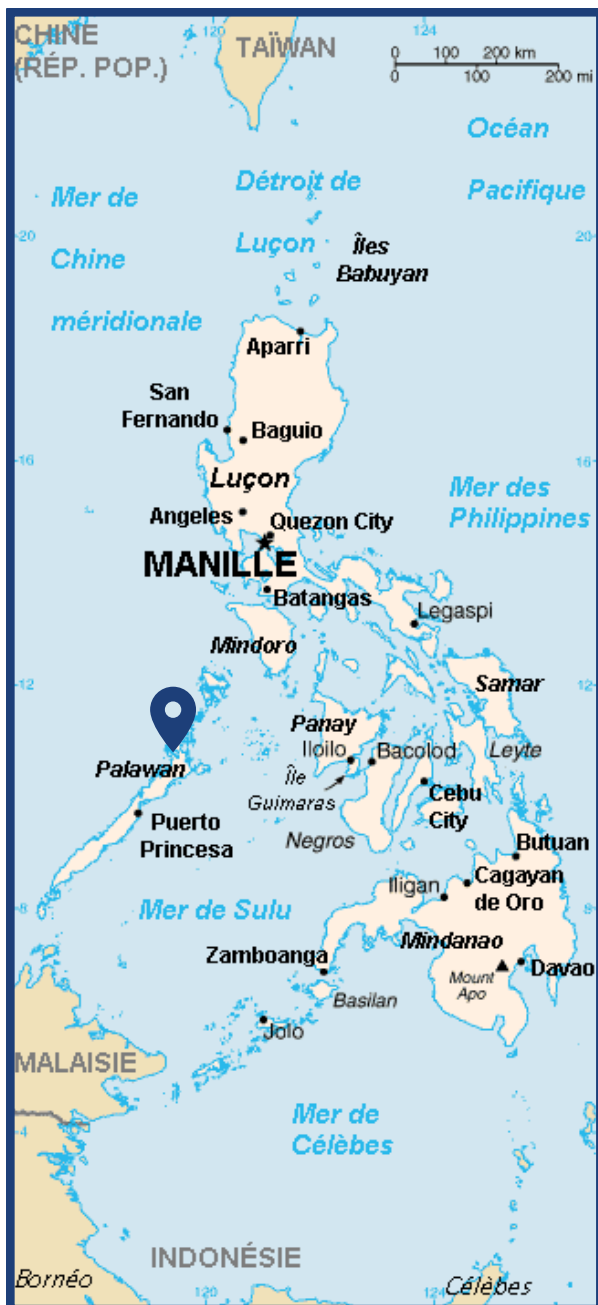 CHINE
(RÉP. POP.)
120
TAÏWAN
124
0 100 200 km
0 100 200 mi
Océan
Pacifique
Mer de
Chine
méridionale
Détroit de
Luçon
20
20
Îles
Babuyan
Aparri
San
Fernando
Baguio
16
16
Luçon
Mer des
Philippines
Angeles
Quezon City
MANILLE
Batangas
Legaspi
Mindoro
12
12
Samar
Panay
Iloilo
Bacolod
Leyte
Palawan
Île
Guimaras
Cebu
City
Puerto
Princesa
Negros
Butuan
Iligan
Cagayan
de Oro
8
8
Mer de Sulu
Mindanao
Zamboanga
Mount
Apo
Davao
Basilan
Jolo
MALAISIE
Mer de
Célèbes
4
4
INDONÉSIE
Bornéo
120
124
Célèbes